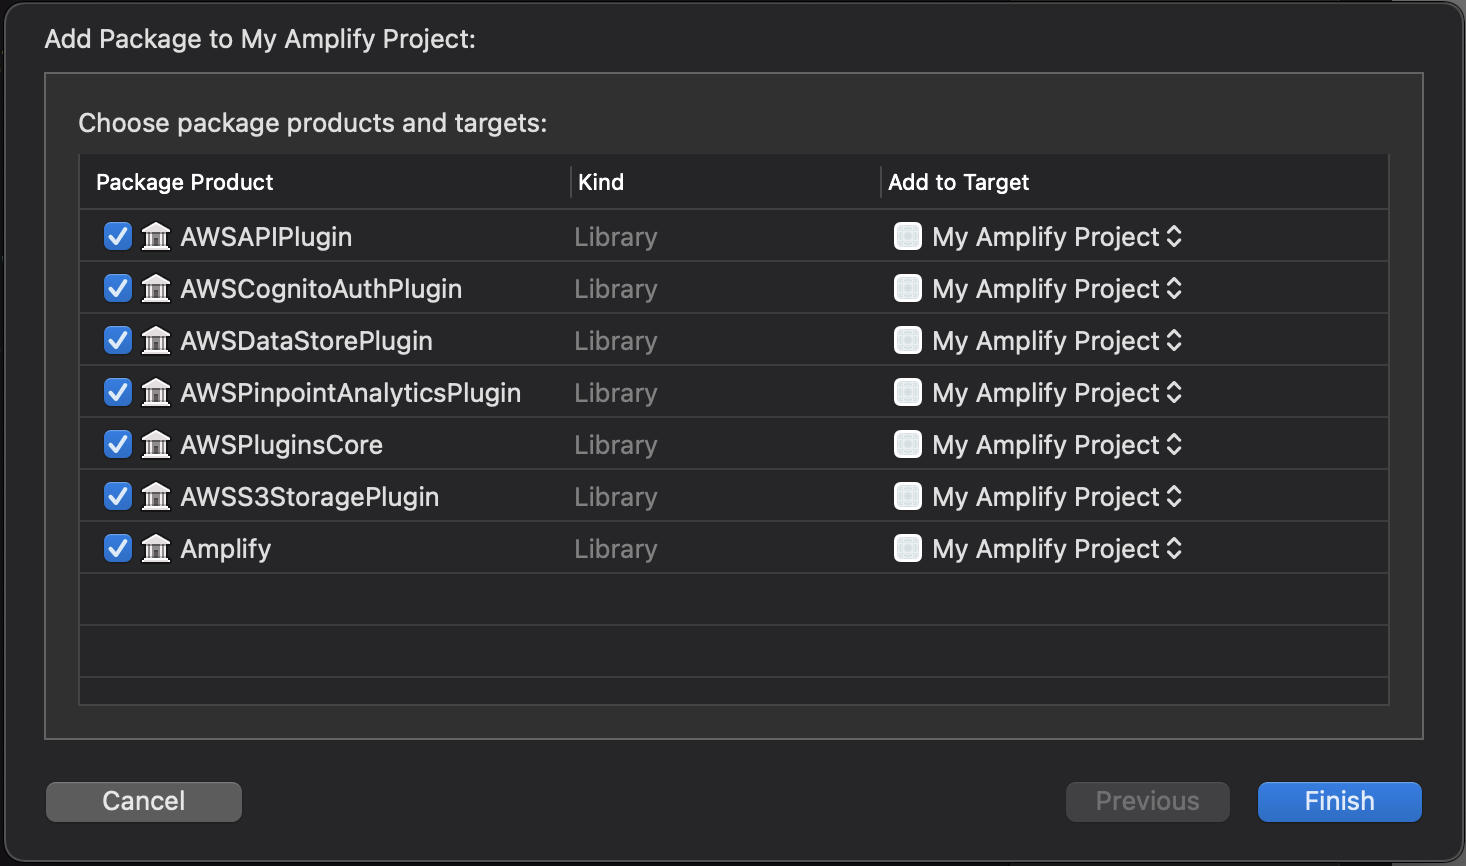 Add Package to My Amplify Project:
Choose package products and targets:
Package Product Kind Add to Target
AWSAPIPlugin Library My Amplify Project
AWSCognitoAuthPlugin Library My Amplify Project
AWSDataStorePlugin Library My Amplify Project
AWSPinpointAnalyticsPlugin Library My Amplify Project
AWSPluginsCore Library My Amplify Project
AWSS3StoragePlugin Library My Amplify Project
Amplify Library My Amplify Project
Cancel Previous Finish